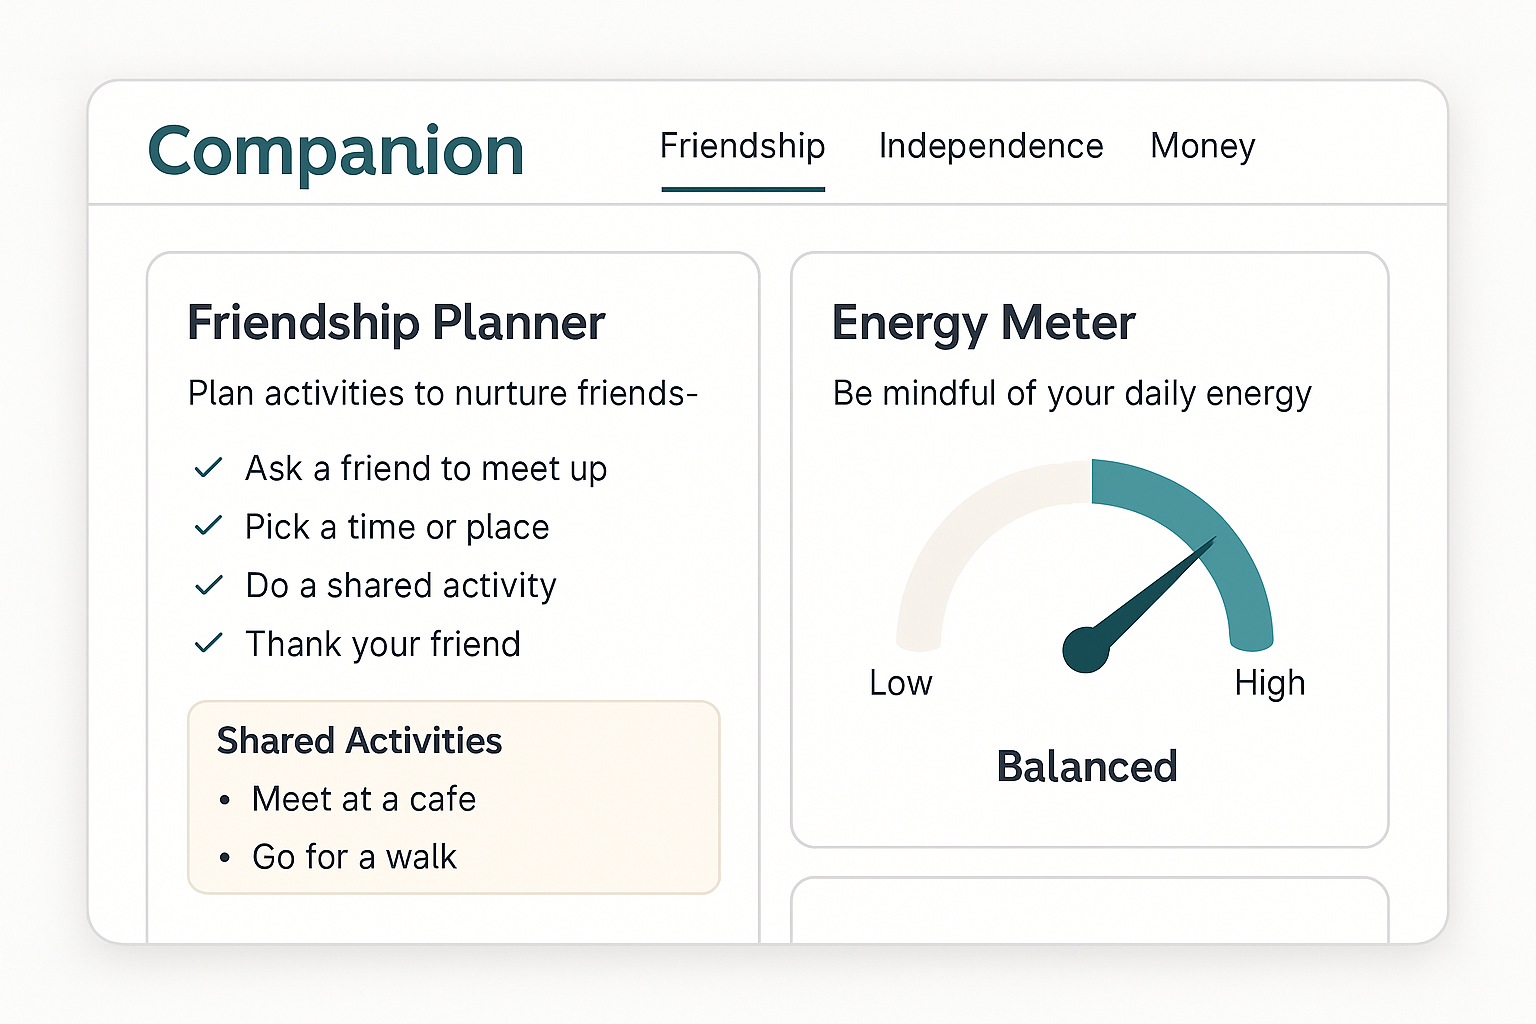 Companion
Friendship
Independence
Money
Friendship Planner
Plan activities to nurture friends-
Ask a friend to meet up
Pick a time or place
Do a shared activity
Thank your friend
Shared Activities
• Meet at a cafe
• Go for a walk
Energy Meter
Be mindful of your daily energy
Low
High
Balanced